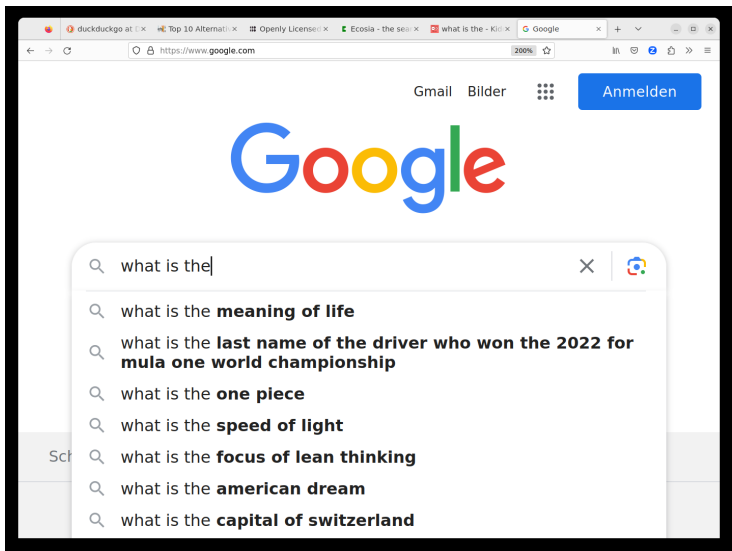 duckduckgo at D
Top 10 Alternativ
Openly Licensed
Ecosia - the sear
what is the - Kid
Google
https://www.google.com
200%
Gmail Bilder
Anmelden
Google
what is the
what is the meaning of life
what is the last name of the driver who won the 2022 for
mula one world championship
what is the one piece
what is the speed of light
what is the focus of lean thinking
what is the american dream
what is the capital of switzerland
Sch